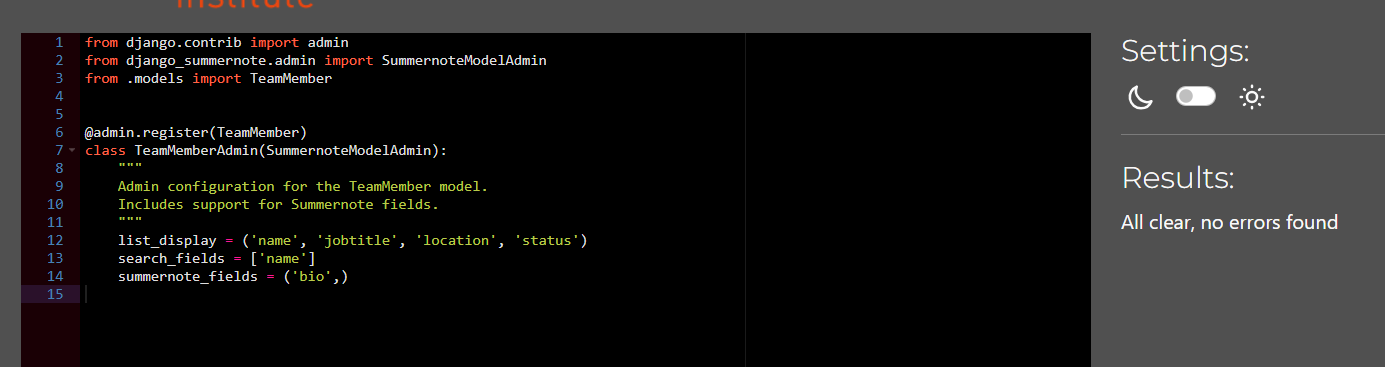 Institute
1 from django.contrib import admin
2 from django_summernote.admin import SummernoteModelAdmin
3 from .models import TeamMember
4
5
6 @admin.register(TeamMember)
7 class TeamMemberAdmin(SummernoteModelAdmin):
8     """
9     Admin configuration for the TeamMember model.
10     Includes support for Summernote fields.
11     """
12     list_display = ('name', 'jobtitle', 'location', 'status')
13     search_fields = ['name']
14     summernote_fields = ('bio',)
15
Settings:
Results:
All clear, no errors found